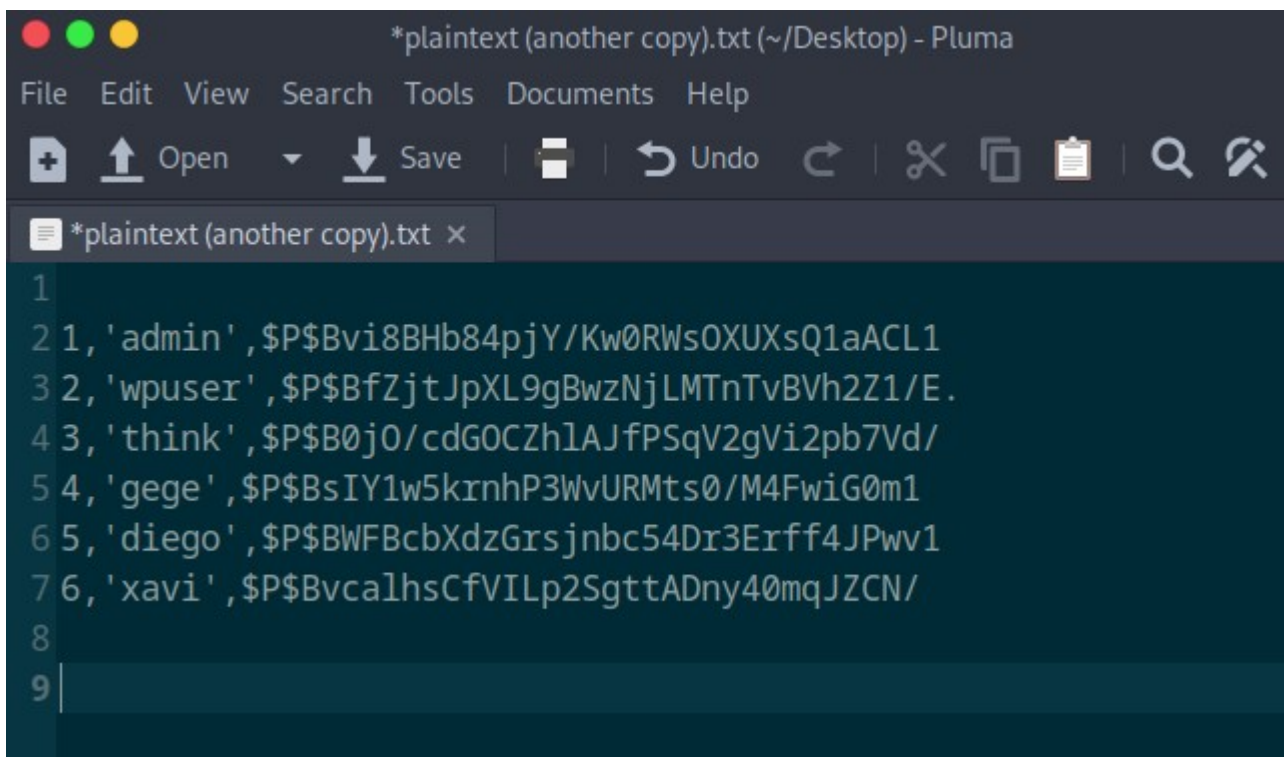 *plaintext (another copy).txt (~/Desktop) - Pluma
File Edit View Search Tools Documents Help
Open Save Undo
*plaintext (another copy).txt ×
1
2 1,'admin',$P$Bvi8BHb84pjY/Kw0RWsOXUXsQ1aACL1
3 2,'wpuser',$P$BfZjtJpXL9gBwzNjLMTnTvBVh2Z1/E.
4 3,'think',$P$B0jO/cdGOCZhlAJfPSqV2gVi2pb7Vd/
5 4,'gege',$P$BsIY1w5krnhP3WvURMts0/M4FwiG0m1
6 5,'diego',$P$BWFBcbXdzGrsjnbc54Dr3Erff4JPwv1
7 6,'xavi',$P$BvcalhsCfVILp2SgttADny40mqJZCN/
8
9